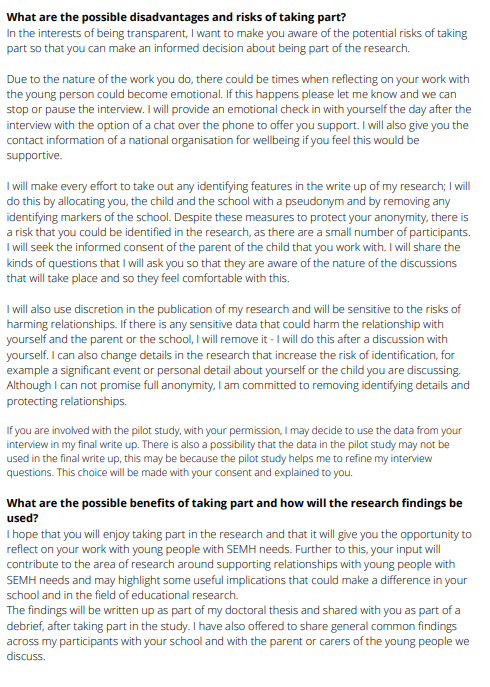 What are the possible disadvantages and risks of taking part?
In the interests of being transparent, I want to make you aware of the potential risks of taking
part so that you can make an informed decision about being part of the research.
Due to the nature of the work you do, there could be times when reflecting on your work with
the young person could become emotional. If this happens please let me know and we can
stop or pause the interview. I will provide an emotional check in with yourself the day after the
interview with the option of a chat over the phone to offer you support. I will also give you the
contact information of a national organisation for wellbeing if you feel this would be
supportive.
I will make every effort to take out any identifying features in the write up of my research; I will
do this by allocating you, the child and the school with a pseudonym and by removing any
identifying markers of the school. Despite these measures to protect your anonymity, there is
a risk that you could be identified in the research, as there are a small number of participants.
I will seek the informed consent of the parent of the child that you work with. I will share the
kinds of questions that I will ask you so that they are aware of the nature of the discussions
that will take place and so they feel comfortable with this.
I will also use discretion in the publication of my research and will be sensitive to the risks of
harming relationships. If there is any sensitive data that could harm the relationship with
yourself and the parent or the school, I will remove it - I will do this after a discussion with
yourself. I can also change details in the research that increase the risk of identification, for
example a significant event or personal detail about yourself or the child you are discussing.
Although I can not promise full anonymity, I am committed to removing identifying details and
protecting relationships.
If you are involved with the pilot study, with your permission, I may decide to use the data from your
interview in my final write up. There is also a possibility that the data in the pilot study may not be
used in the final write up, this may be because the pilot study helps me to refine my interview
questions. This choice will be made with your consent and explained to you.
What are the possible benefits of taking part and how will the research findings be
used?
I hope that you will enjoy taking part in the research and that it will give you the opportunity to
reflect on your work with young people with SEMH needs. Further to this, your input will
contribute to the area of research around supporting relationships with young people with
SEMH needs and may highlight some useful implications that could make a difference in your
school and in the field of educational research.
The findings will be written up as part of my doctoral thesis and shared with you as part of a
debrief, after taking part in the study. I have also offered to share general common findings
across my participants with your school and with the parent or carers of the young people we
discuss.